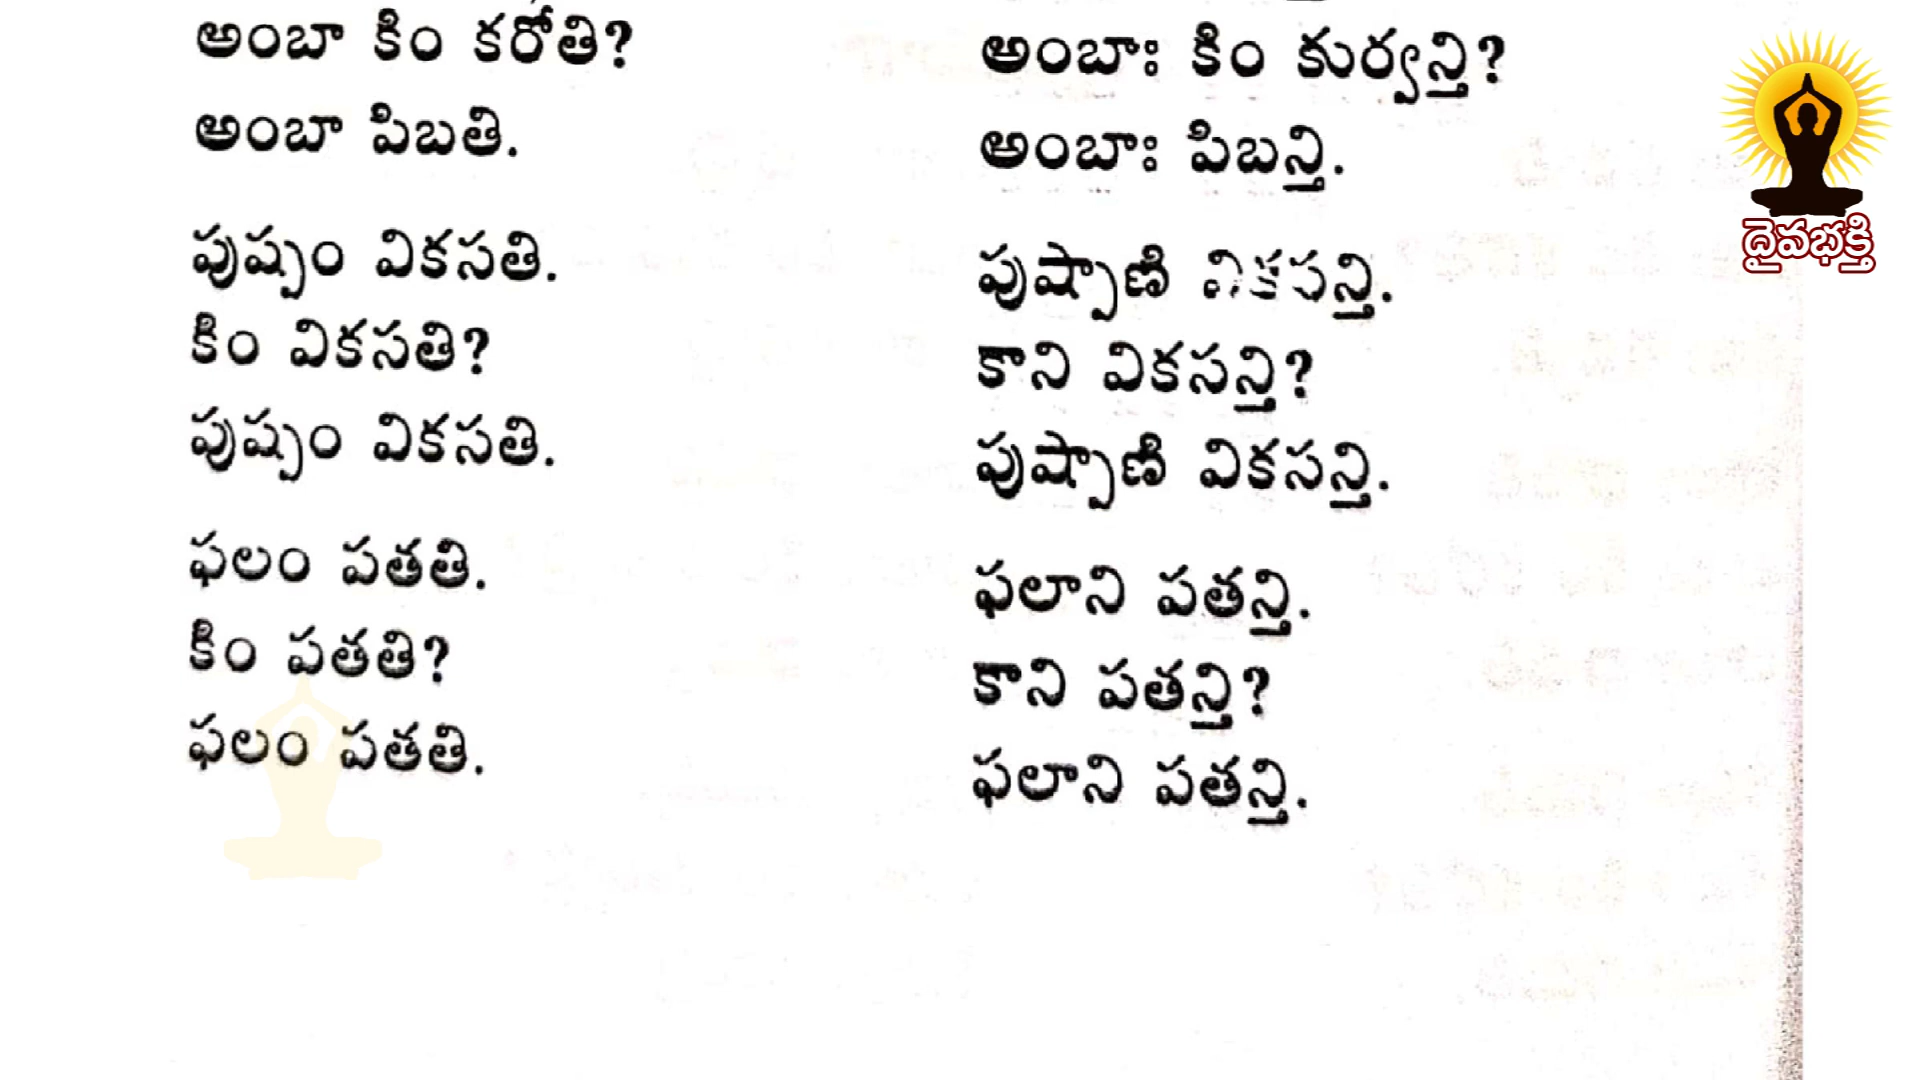 అంబా కిం కరోతి?
అంబా పిబతి.
పుష్పం వికసతి.
కిం వికసతి?
పుష్పం వికసతి.
ఫలం పతతి.
కిం పతతి?
ఫలం పతతి.
అంబాః కిం కుర్వన్తి?
అంబాః పిబన్తి.
పుష్పాణి వికసన్తి.
కాని వికసన్తి?
పుష్పాణి వికసన్తి.
ఫలాని పతన్తి.
కాని పతన్తి?
ఫలాని పతన్తి.
దైవభక్తి